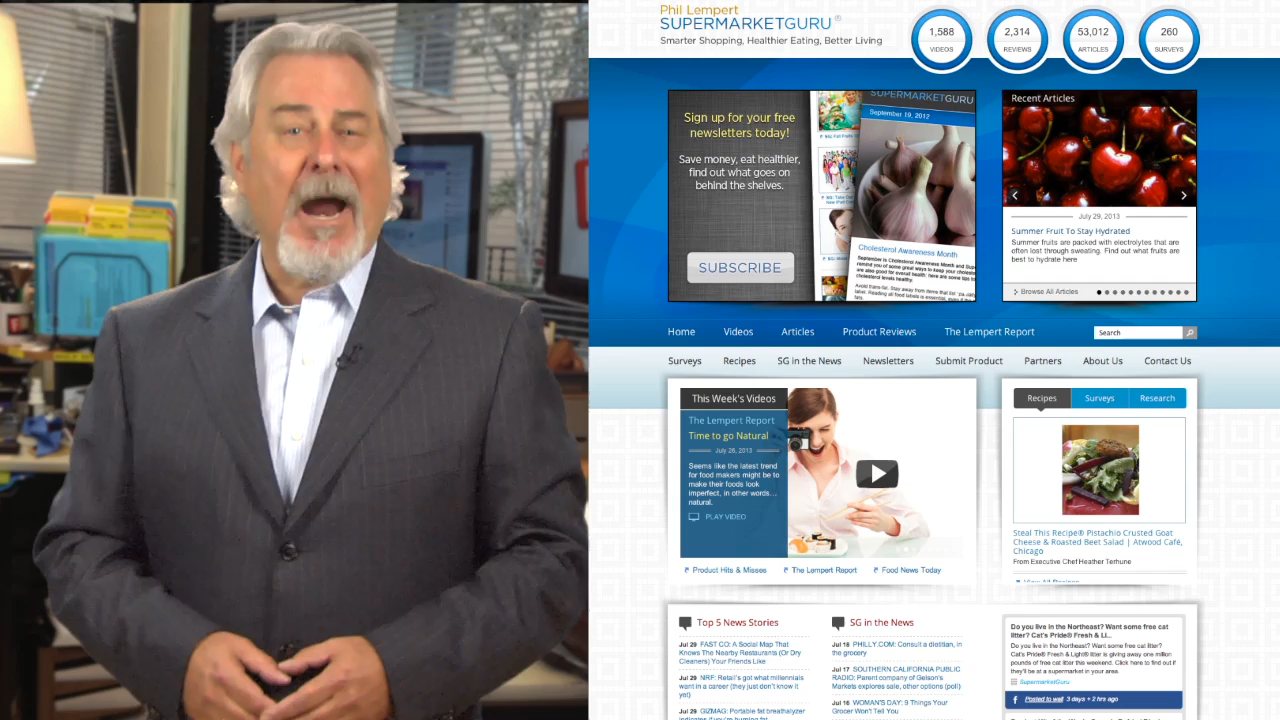 Phil Lempert
SUPERMARKETGURU®
Smarter Shopping, Healthier Eating, Better Living
1,588
VIDEOS
2,314
REVIEWS
53,012
ARTICLES
260
SURVEYS
Sign up for your free
newsletters today!
Save money, eat healthier,
find out what goes on
behind the shelves.
SUBSCRIBE
SUPERMARKETGURU
September 19, 2012
Cholesterol Awareness Month
Recent Articles
July 29, 2013
Summer Fruit To Stay Hydrated
Summer fruits are packed with electrolytes that are
often lost through sweating. Find out what fruits are
best to hydrate here
Browse All Articles
Home
Videos
Articles
Product Reviews
The Lempert Report
Search
Surveys
Recipes
SG in the News
Newsletters
Submit Product
Partners
About Us
Contact Us
This Week's Videos
The Lempert Report
Time to go Natural
July 26, 2013
Seems like the latest trend
for food makers might be to
make their foods look
imperfect, in other words...
natural.
PLAY VIDEO
Product Hits & Misses
The Lempert Report
Food News Today
Recipes
Surveys
Research
Steal This Recipe® Pistachio Crusted Goat
Cheese & Roasted Beet Salad | Atwood Café,
Chicago
From Executive Chef Heather Terhune
View All Recipes
Top 5 News Stories
Jul 29 FAST CO: A Social Map That
Knows The Nearby Restaurants (Or Dry
Cleaners) Your Friends Like
Jul 29 NRF: Retail's got what millennials
want in a career (they just don't know it
yet)
Jul 29 GIZMAG: Portable fat breathalyzer
indicates if you're burning fat
SG in the News
Jul 18 PHILLY.COM: Consult a dietitian, in
the grocery
Jul 17 SOUTHERN CALIFORNIA PUBLIC
RADIO: Parent company of Gelson's
Markets explores sale, other options (poll)
Jul 16 WOMAN'S DAY: 9 Things Your
Grocer Won't Tell You
Do you live in the Northeast? Want some free cat
litter? Cat's Pride® Fresh & Li...
Do you live in the Northeast? Want some free cat litter?
Cat's Pride® Fresh & Light® litter is giving away one million
pounds of free cat litter this weekend. Click here to find out if
they'll be at a supermarket in your area.
SupermarketGuru
Posted to wall 3 days + 2 hrs ago